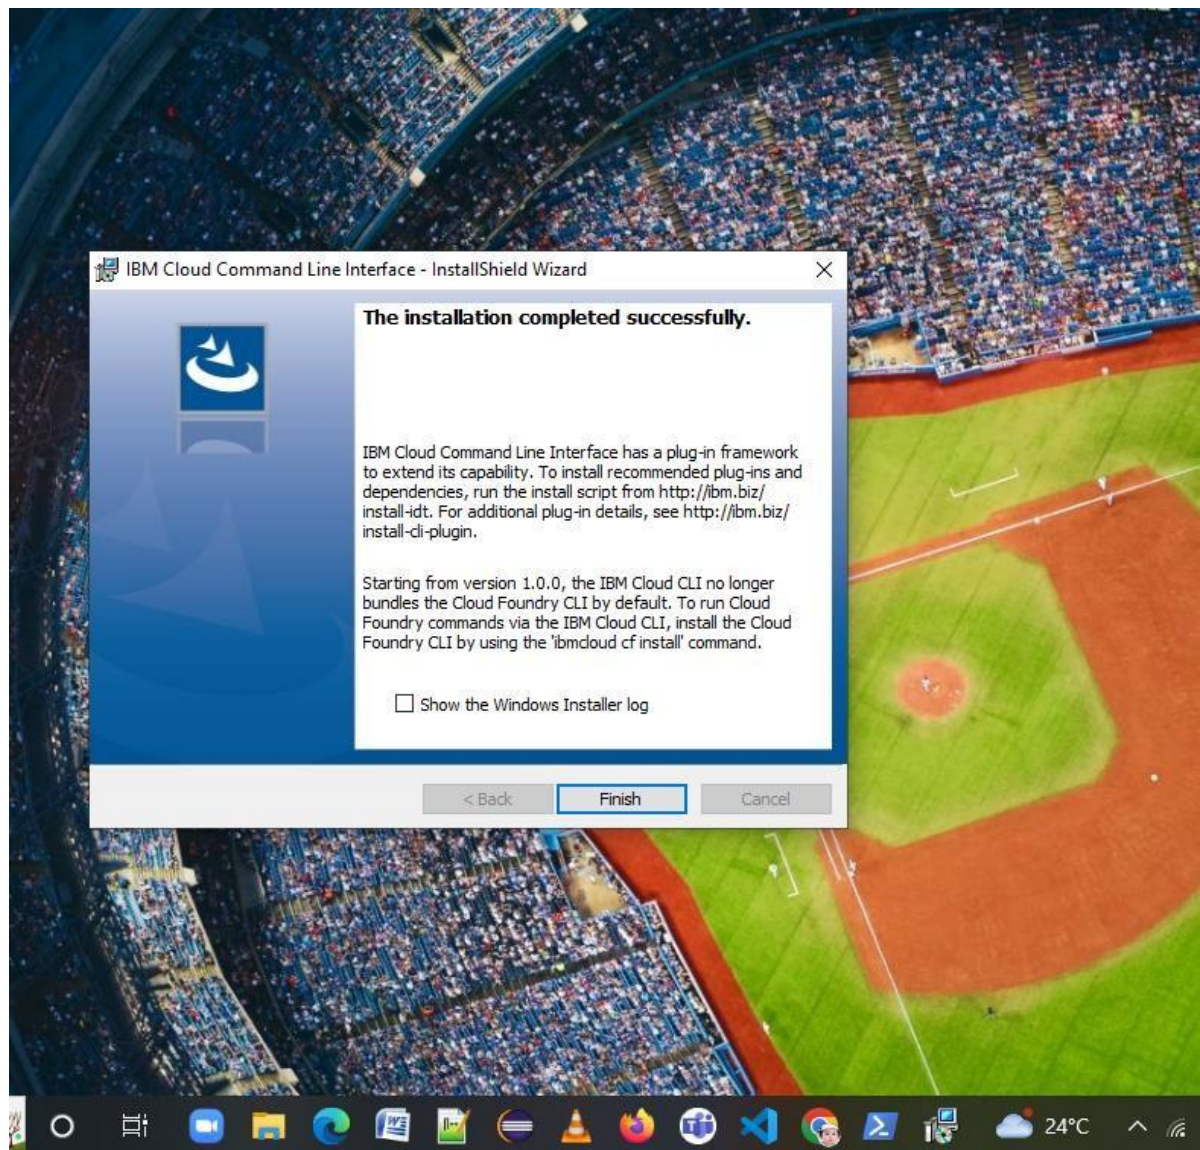 IBM Cloud Command Line Interface - InstallShield Wizard
The installation completed successfully.
IBM Cloud Command Line Interface has a plug-in framework
to extend its capability. To install recommended plug-ins and
dependencies, run the install script from http://ibm.biz/
install-idt. For additional plug-in details, see http://ibm.biz/
install-cli-plugin.
Starting from version 1.0.0, the IBM Cloud CLI no longer
bundles the Cloud Foundry CLI by default. To run Cloud
Foundry commands via the IBM Cloud CLI, install the Cloud
Foundry CLI by using the 'ibmcloud cf install' command.
Show the Windows Installer log
< Back
Finish
Cancel
24°C